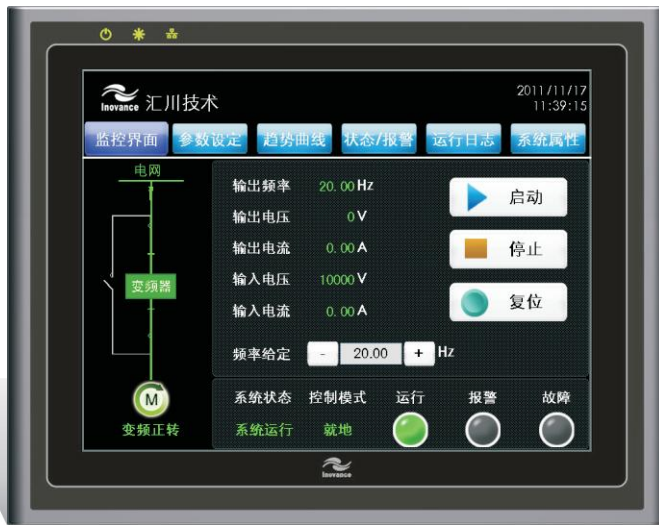 Inovance 汇川技术
2011/11/17
11:39:15
监控界面 参数设定 趋势曲线 状态/报警 运行日志 系统属性
电网
变频器
M
变频正转
输出频率 20.00 Hz
输出电压 0 V
输出电流 0.00 A
输入电压 10000 V
输入电流 0.00 A
频率给定 - 20.00 + Hz
启动
停止
复位
系统状态 控制模式 运行 报警 故障
系统运行 就地
Inovance